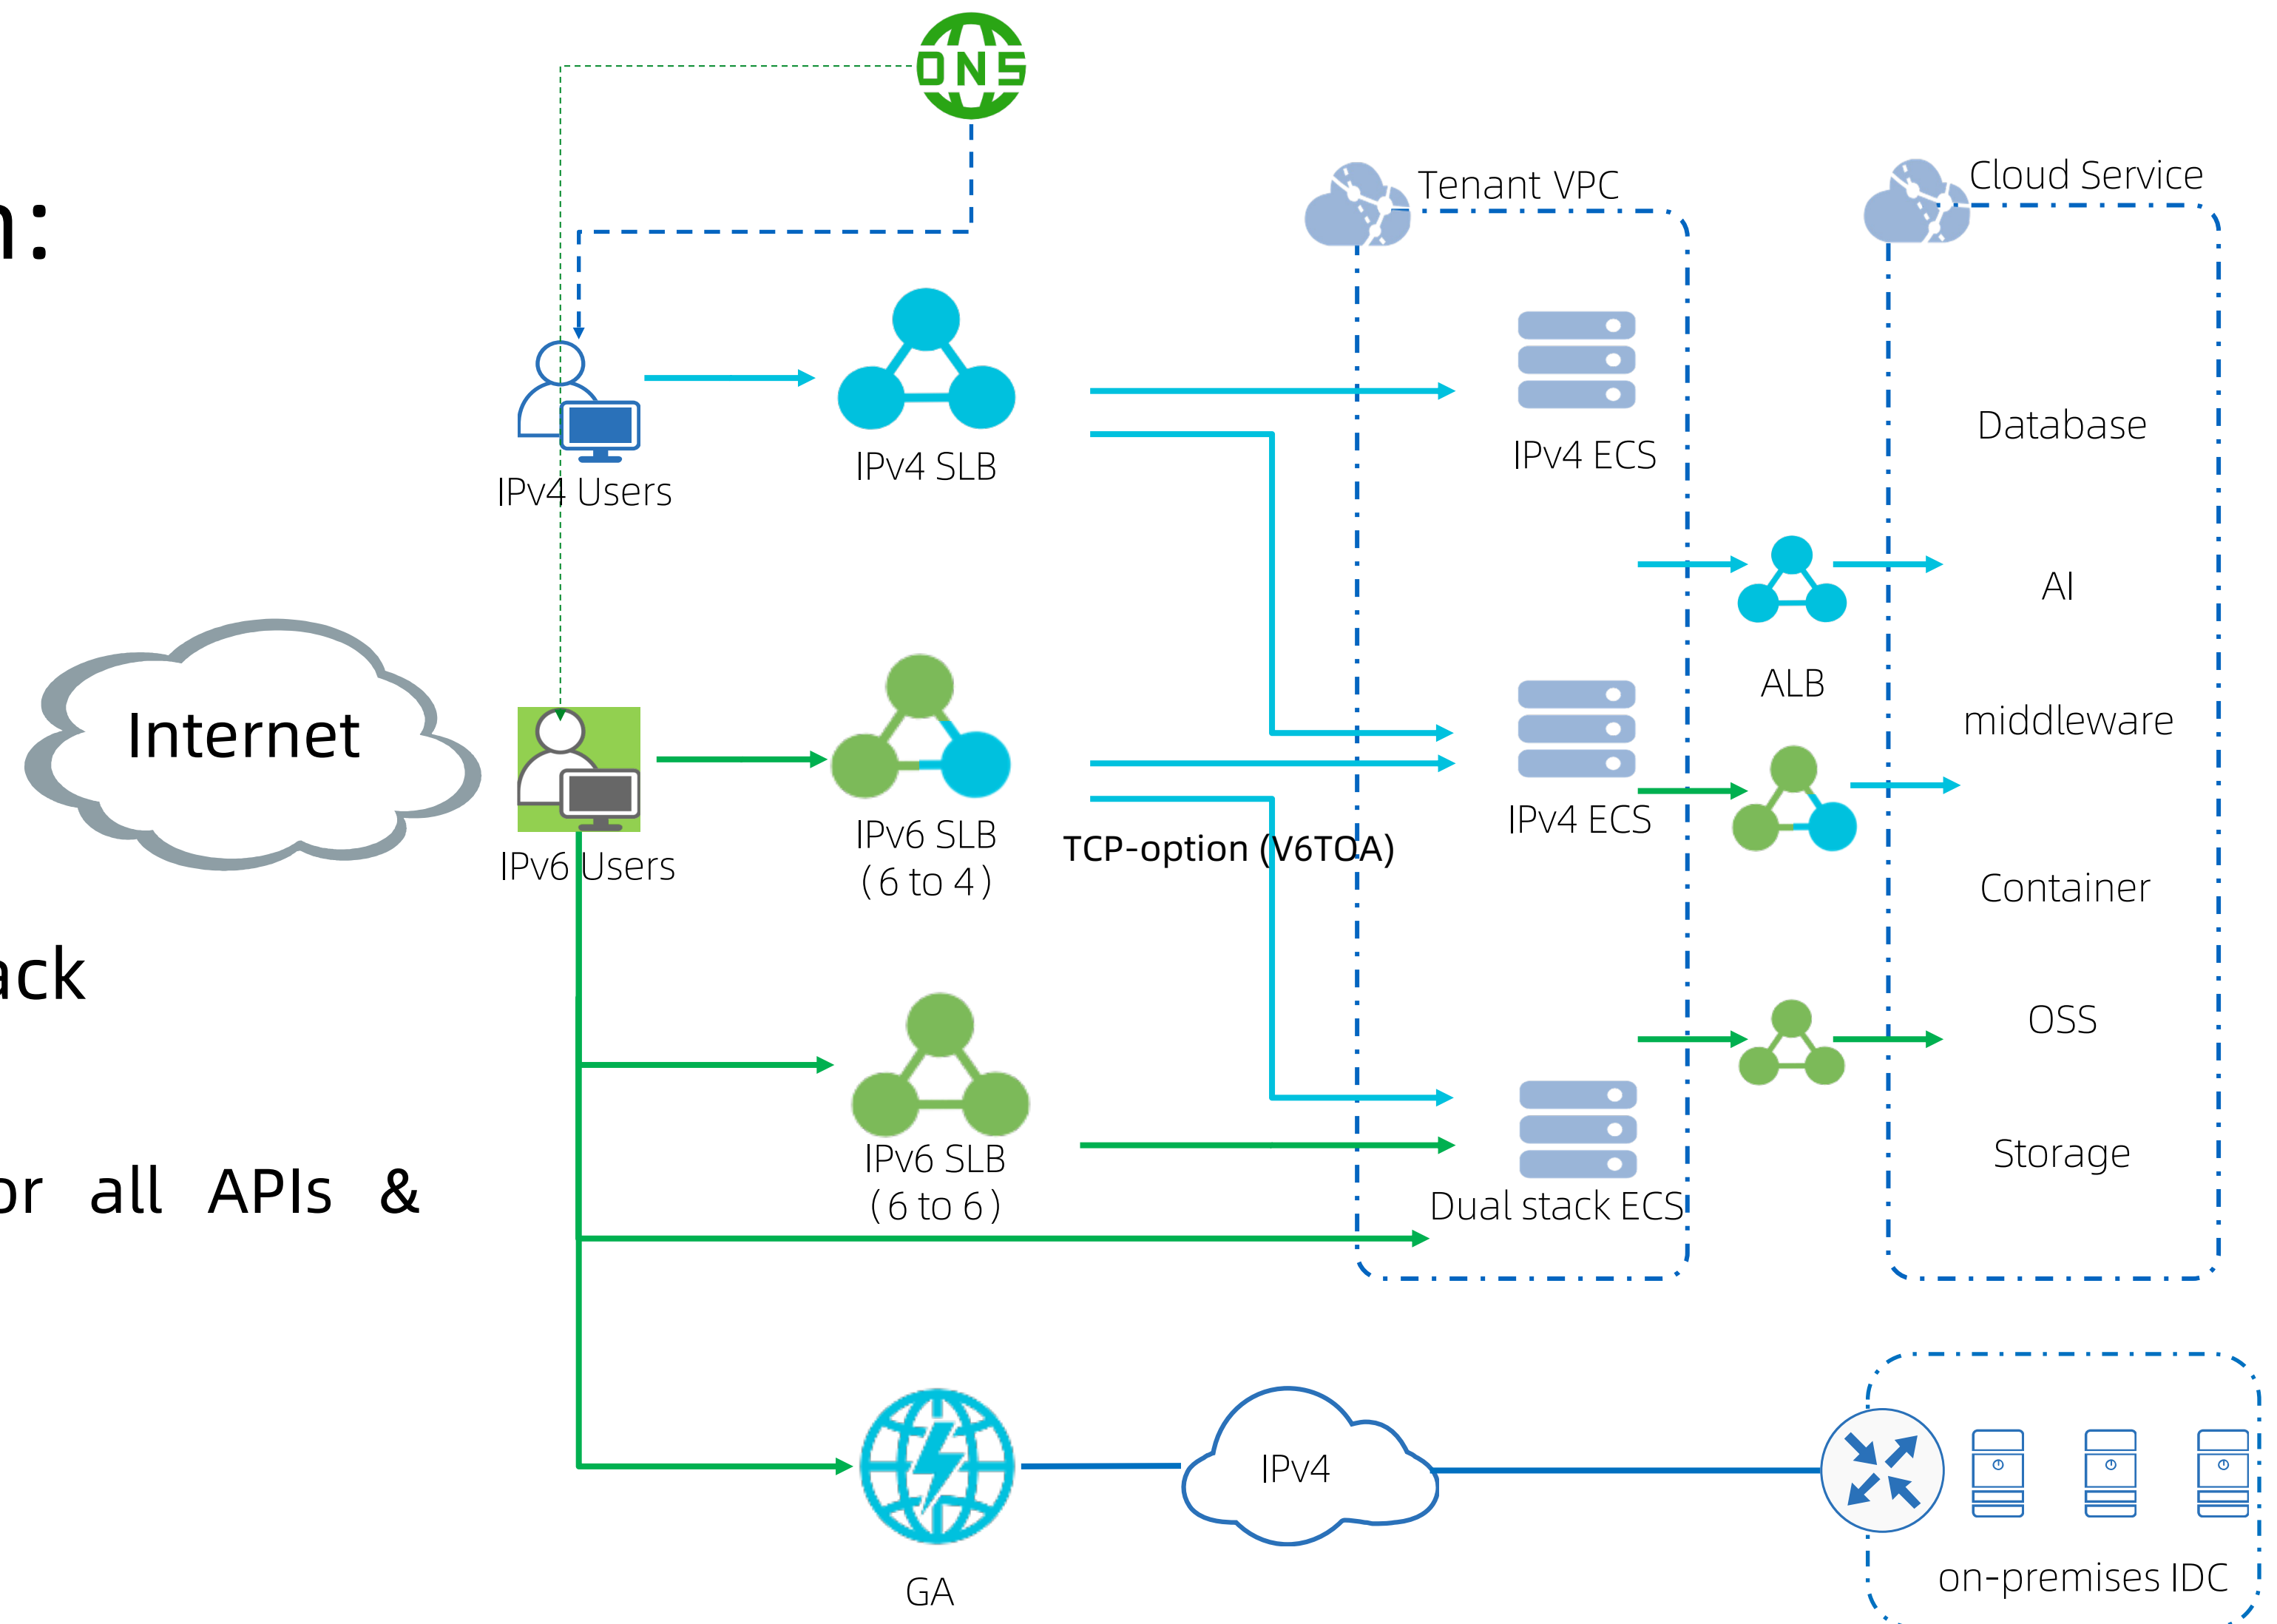 DNS
Tenant VPC
Cloud Service
IPv4 Users
IPv4 SLB
IPv4 ECS
Database
AI
ALB
middleware
Internet
IPv6 Users
IPv6 SLB
(6 to 4)
TCP-option (V6TOA)
IPv4 ECS
Container
ack
OSS
IPv6 SLB
(6 to 6)
Dual stack ECS
Storage
or all APIs &
GA
IPv4
on-premises IDC